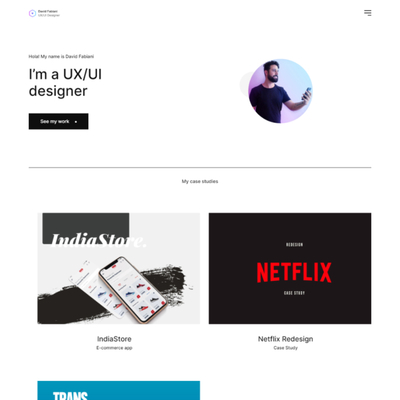 David Fabiani
UX/UI Designer
Hola! My name is David Fabiani
I'm a UX/UI
designer
See my work
My case studies
IndiaStore.
REDESIGN
NETFLIX
CASE STUDY
IndiaStore
E-commerce app
Netflix Redesign
Case Study
TRANS